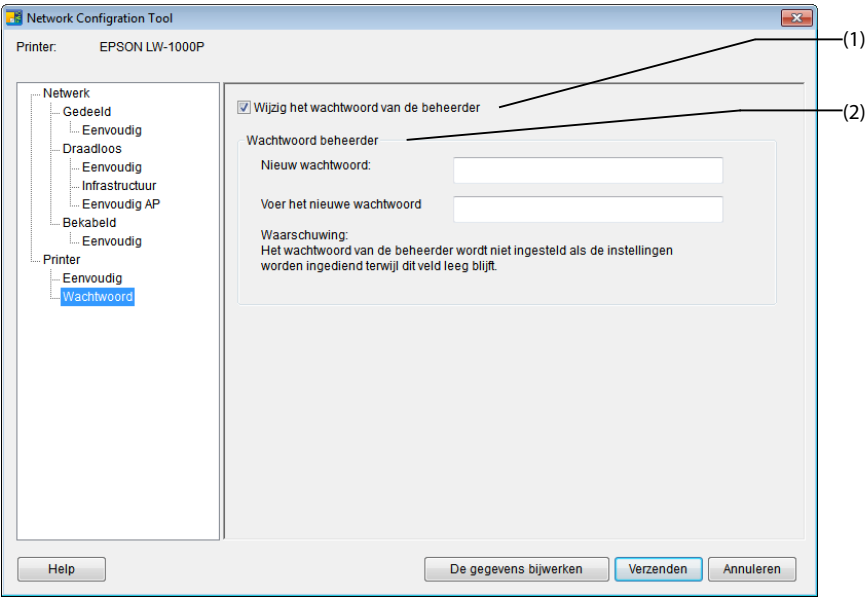 Network Configration Tool
Printer: EPSON LW-1000P
(1)
(2)
Netwerk
Gedeeld
Eenvoudig
Draadloos
Eenvoudig
Infrastructuur
Eenvoudig AP
Bekabeld
Eenvoudig
Printer
Eenvoudig
Wachtwoord
Wijzig het wachtwoord van de beheerder
Wachtwoord beheerder
Nieuw wachtwoord:
Voer het nieuwe wachtwoord
Waarschuwing:
Het wachtwoord van de beheerder wordt niet ingesteld als de instellingen
worden ingediend terwijl dit veld leeg blijft.
Help
De gegevens bijwerken
Verzenden
Annuleren